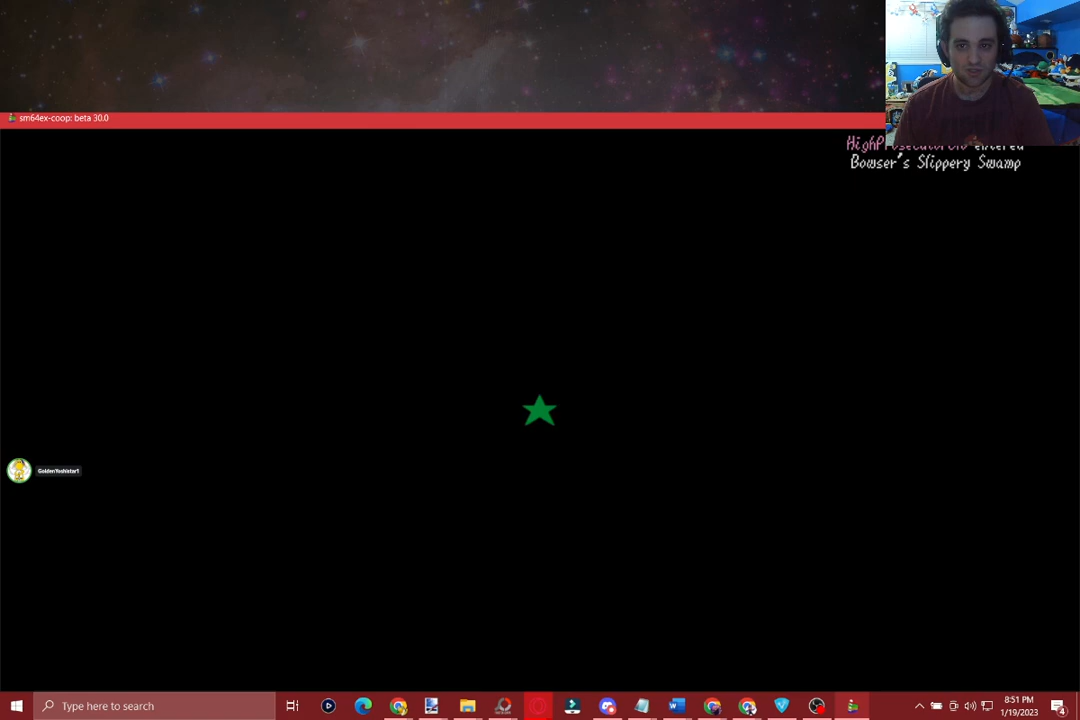 sm64ex-coop: beta 30.0
entered
Bowser's Slippery Swamp
GoldenYoshistar1
Type here to search
8:51 PM
1/19/2023
4